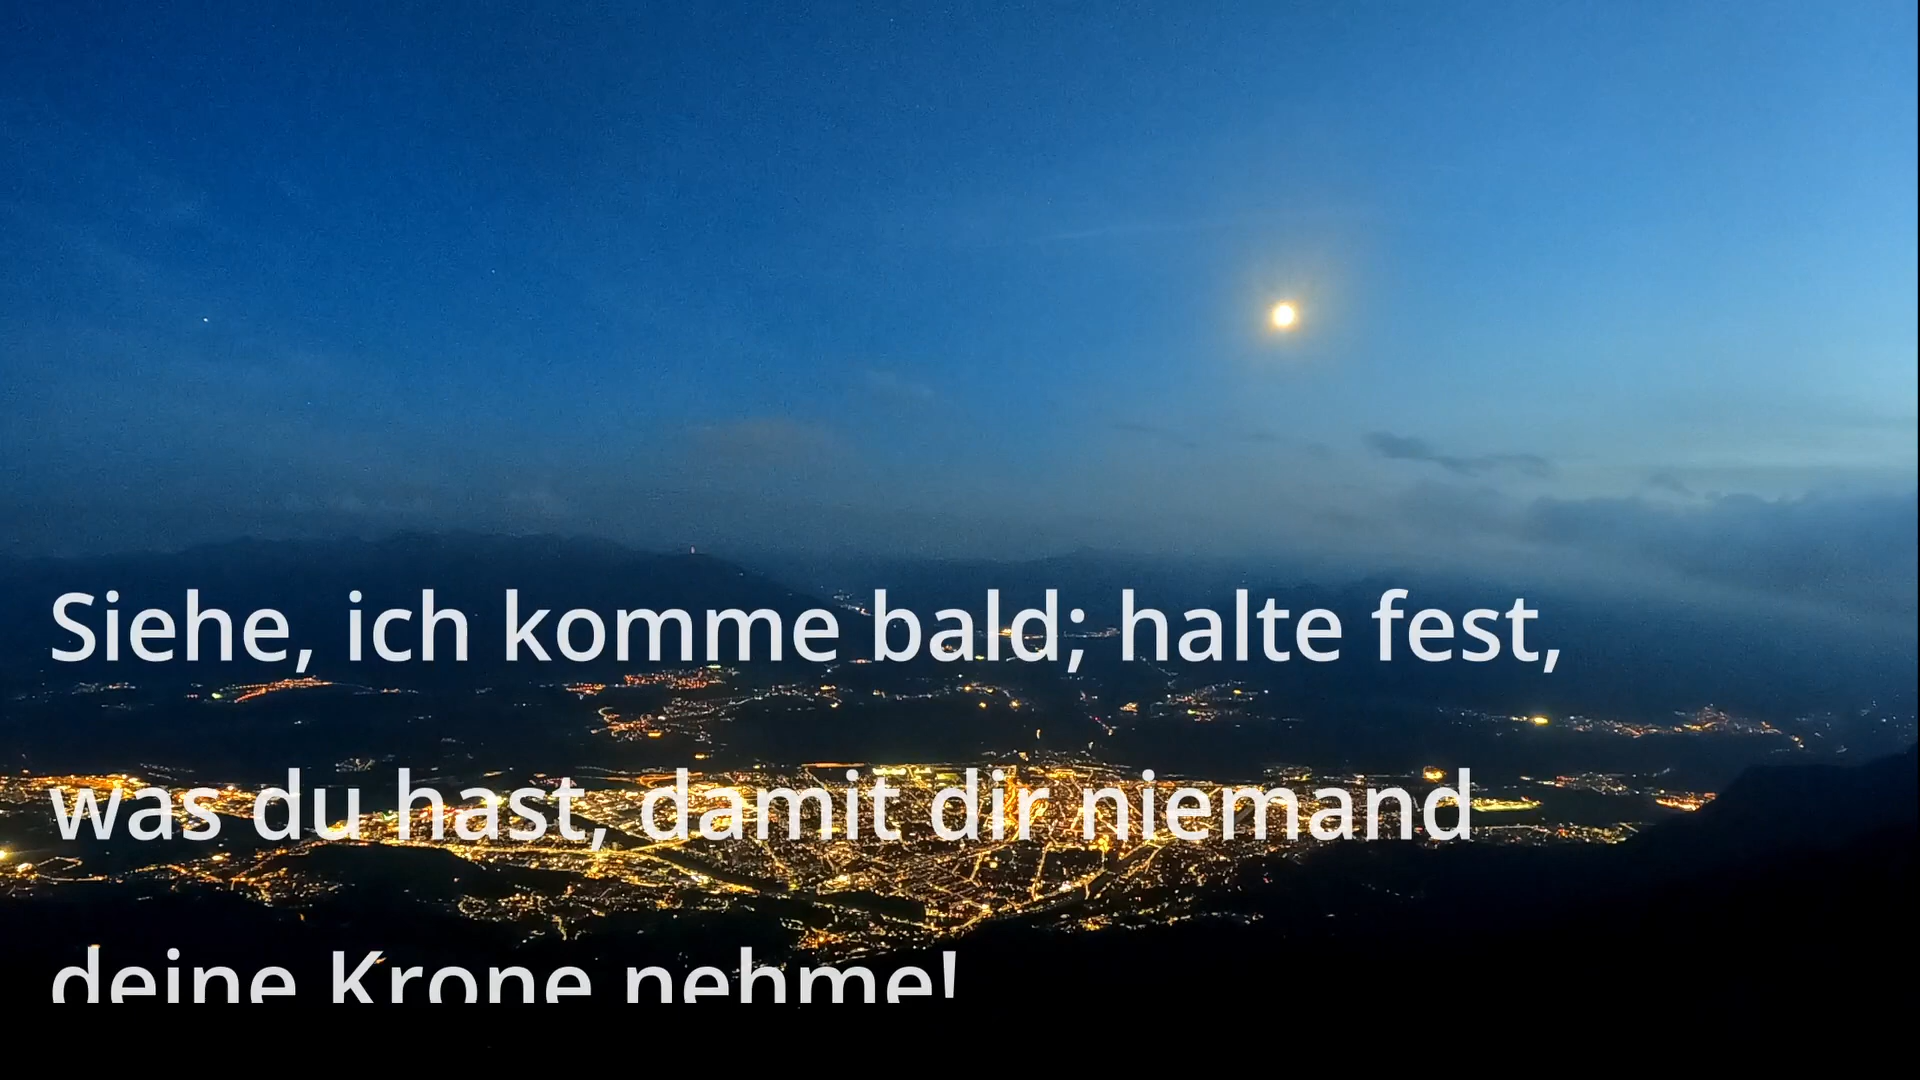 Siehe, ich komme bald; halte fest,
was du hast, damit dir niemand
deine Krone nehme!